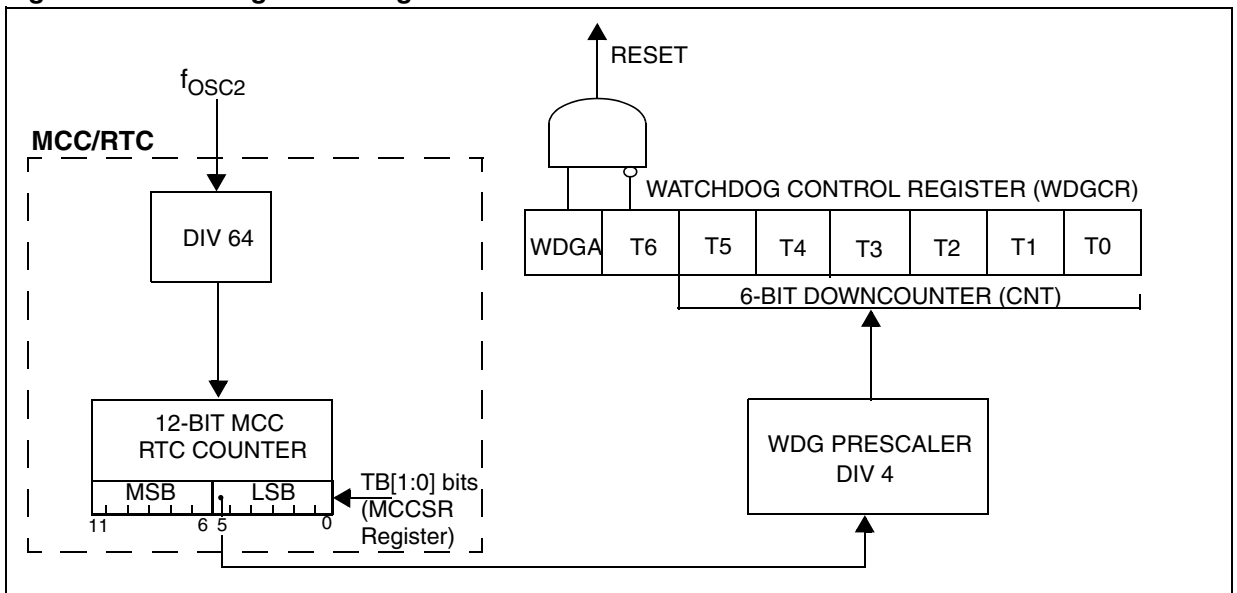 RESET
fOSC2
MCC/RTC
DIV 64
WATCHDOG CONTROL REGISTER (WDGCR)
WDGA T6 T5 T4 T3 T2 T1 T0
6-BIT DOWNCOUNTER (CNT)
12-BIT MCC
RTC COUNTER
MSB LSB
11 6 5 0
TB[1:0] bits
(MCCSR
Register)
WDG PRESCALER
DIV 4